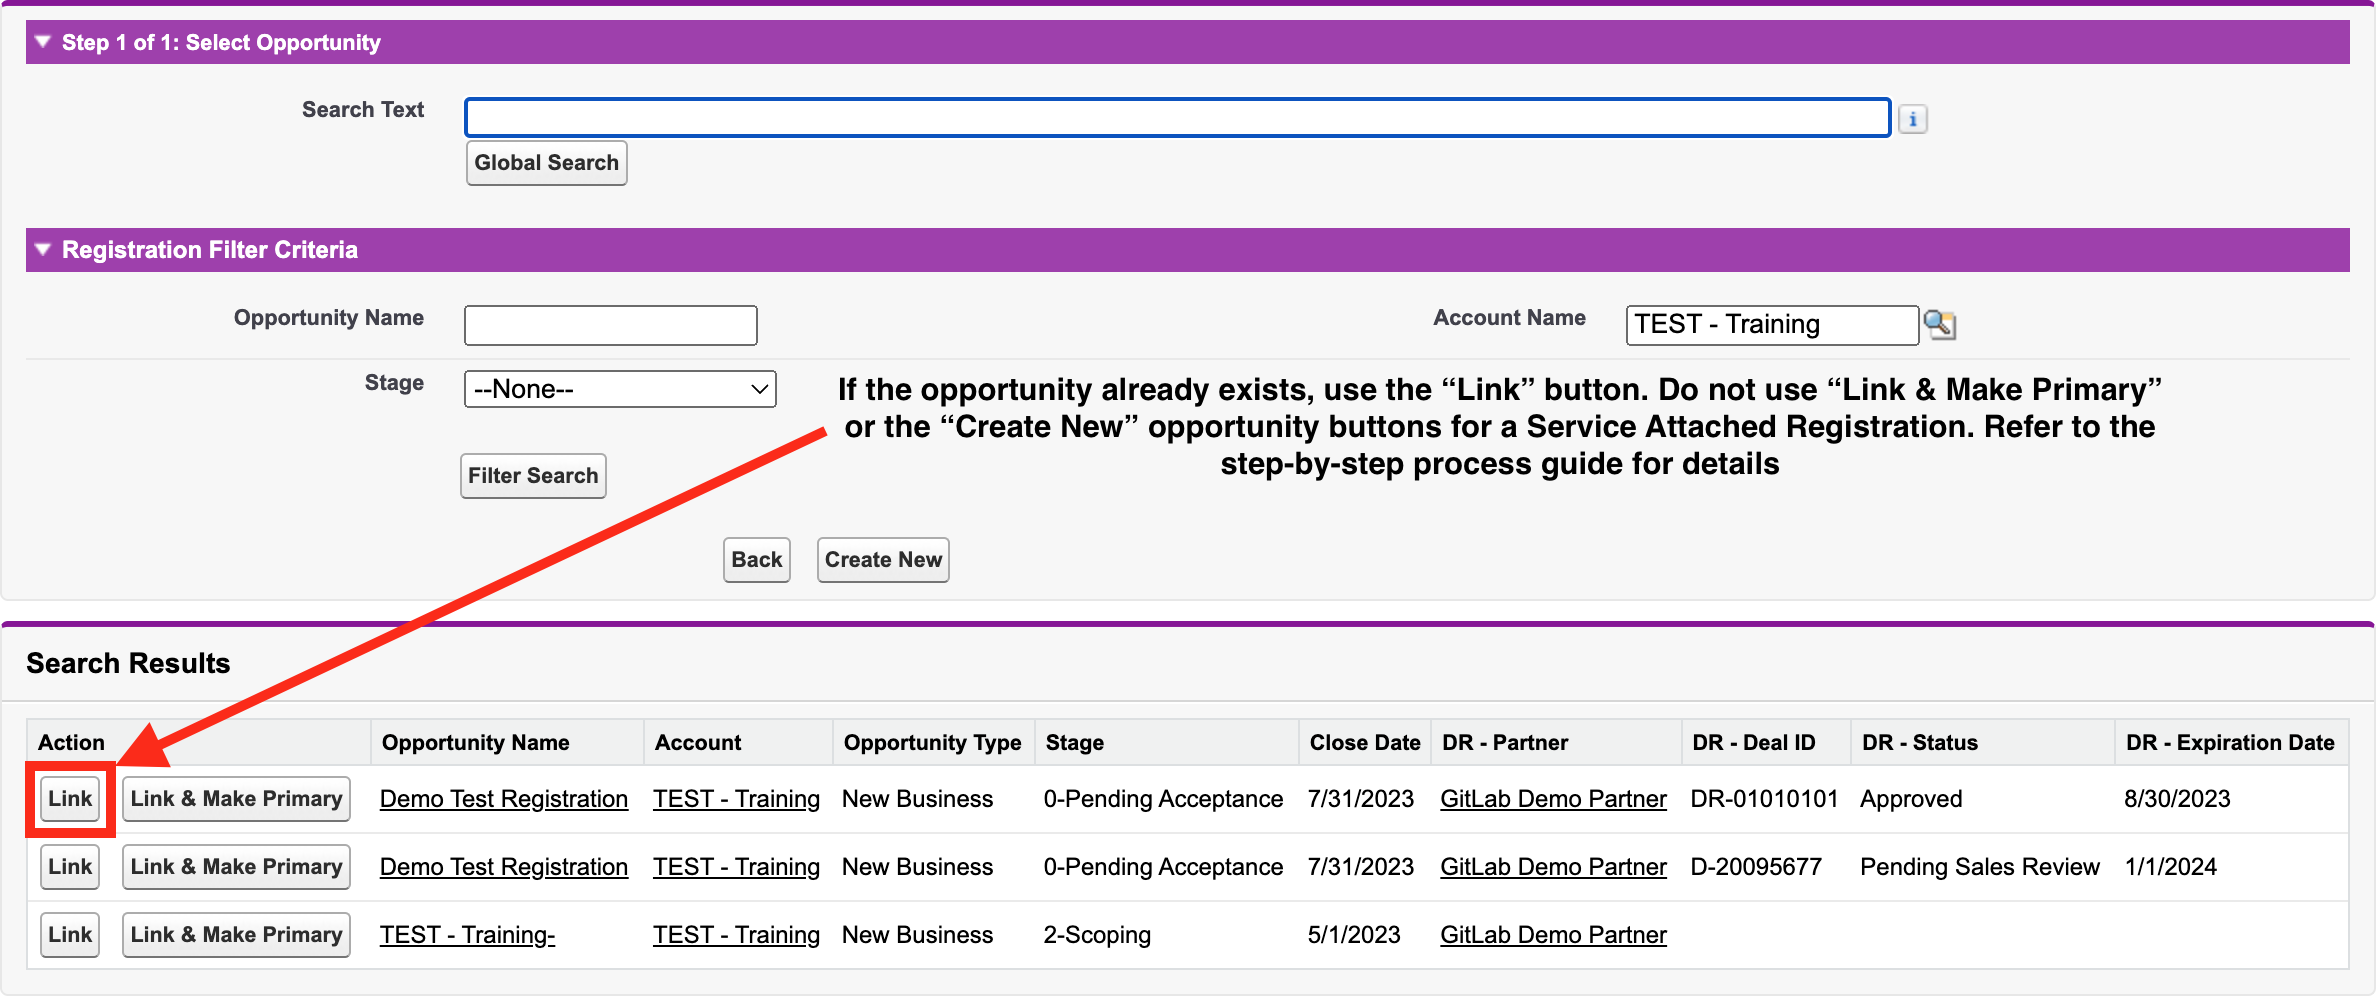 Step 1 of 1: Select Opportunity
Search Text
i
Global Search
Registration Filter Criteria
Opportunity Name
Account Name TEST - Training
Stage --None--
If the opportunity already exists, use the “Link” button. Do not use “Link & Make Primary”
or the “Create New” opportunity buttons for a Service Attached Registration. Refer to the
step-by-step process guide for details
Filter Search
Back Create New
Search Results
Action Opportunity Name Account Opportunity Type Stage Close Date DR - Partner DR - Deal ID DR - Status DR - Expiration Date
Link Link & Make Primary Demo Test Registration TEST - Training New Business 0-Pending Acceptance 7/31/2023 GitLab Demo Partner DR-01010101 Approved 8/30/2023
Link Link & Make Primary Demo Test Registration TEST - Training New Business 0-Pending Acceptance 7/31/2023 GitLab Demo Partner D-20095677 Pending Sales Review 1/1/2024
Link Link & Make Primary TEST - Training- TEST - Training New Business 2-Scoping 5/1/2023 GitLab Demo Partner